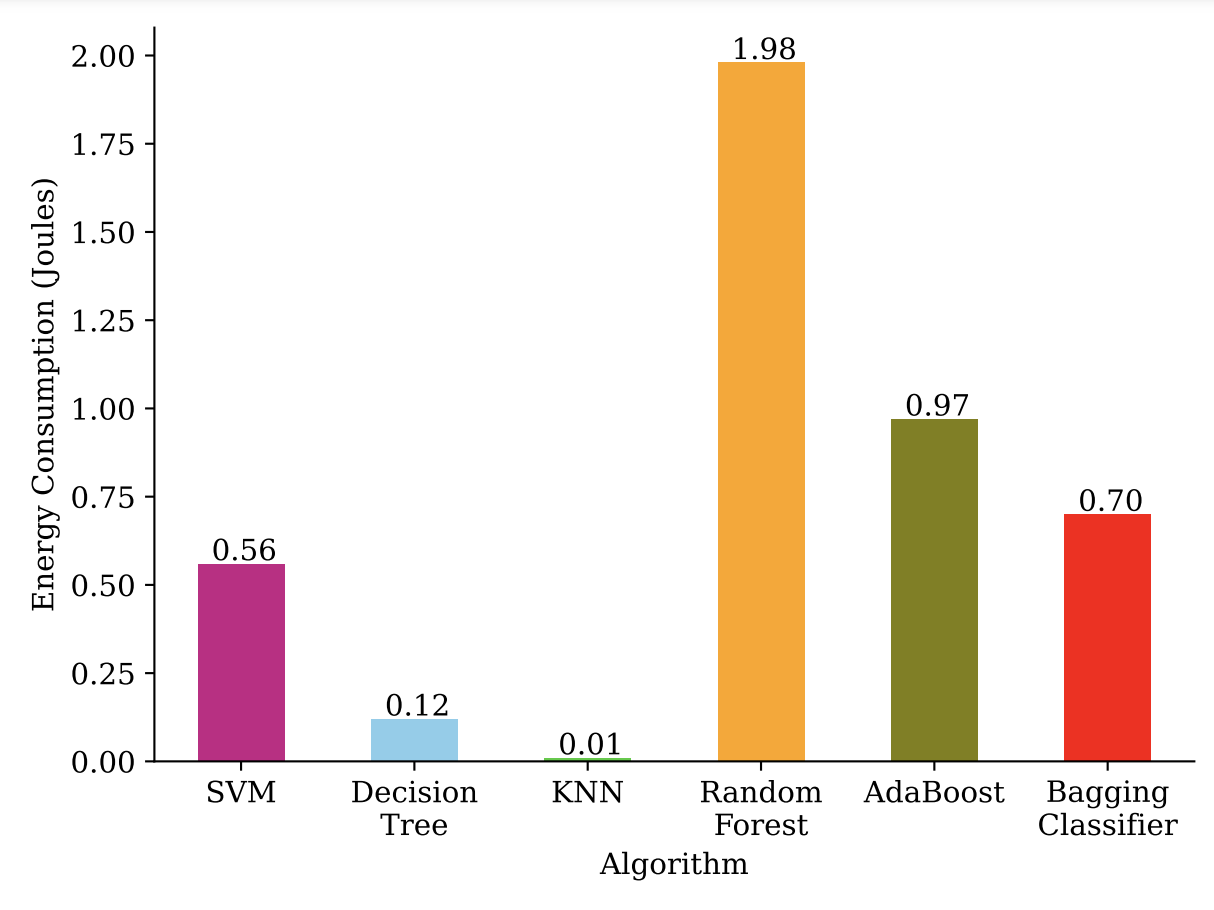 Energy Consumption (Joules)
2.00
1.75
1.50
1.25
1.00
0.75
0.50
0.25
0.00
0.56
0.12
0.01
1.98
0.97
0.70
SVM
Decision
Tree
KNN
Random
Forest
AdaBoost
Bagging
Classifier
Algorithm